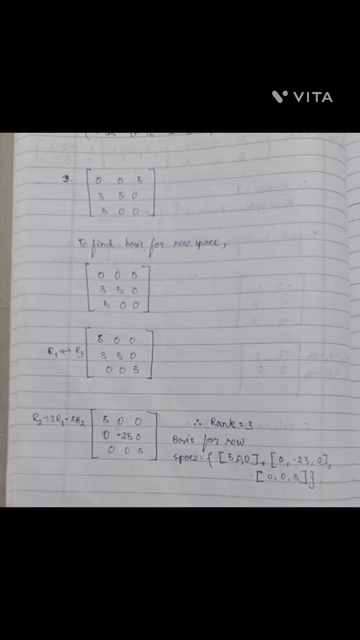 VITA
3. [ 0 0 5
3 5 0
5 0 0 ]
To find basis for row space,
[ 0 0 5
3 5 0
5 0 0 ]
R₁ ↔ R₃ [ 5 0 0
3 5 0
0 0 5 ]
R₂→3R₁-5R₂ [ 5 0 0
0 -25 0
0 0 5 ]
∴ Rank = 3
Basis for row
space = { [5,0,0], [0, -25, 0],
[0, 0, 5] }.